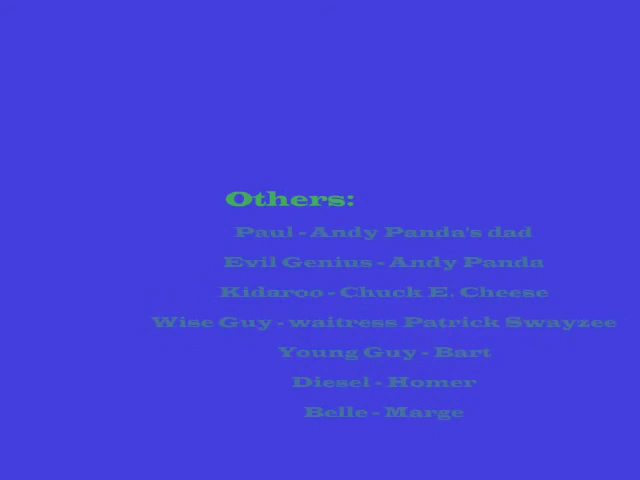 Others:
Paul - Andy Panda's dad
Evil Genius - Andy Panda
Kidaroo - Chuck E. Cheese
Wise Guy - waitress Patrick Swayzee
Young Guy - Bart
Diesel - Homer
Belle - Marge